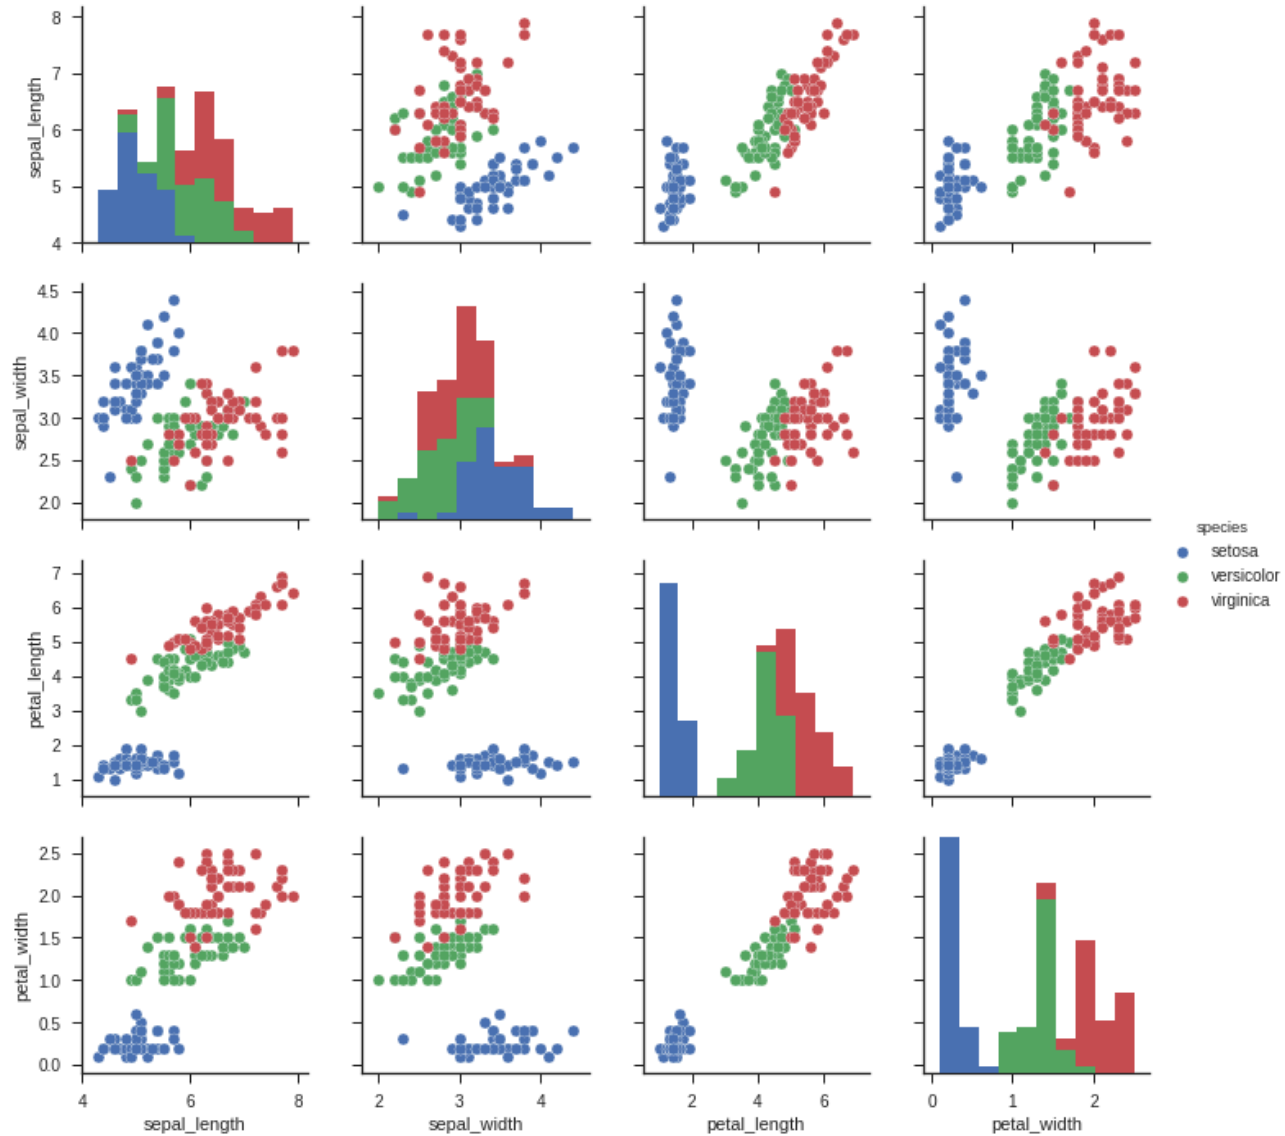 8
7
6
5
4
sepal_length
4.5
4.0
3.5
3.0
2.5
2.0
sepal_width
species
setosa
versicolor
virginica
7
6
5
4
3
2
1
petal_length
2.5
2.0
1.5
1.0
0.5
0.0
petal_width
4 6 8 2 3 4 2 4 6 0 1 2
sepal_length sepal_width petal_length petal_width